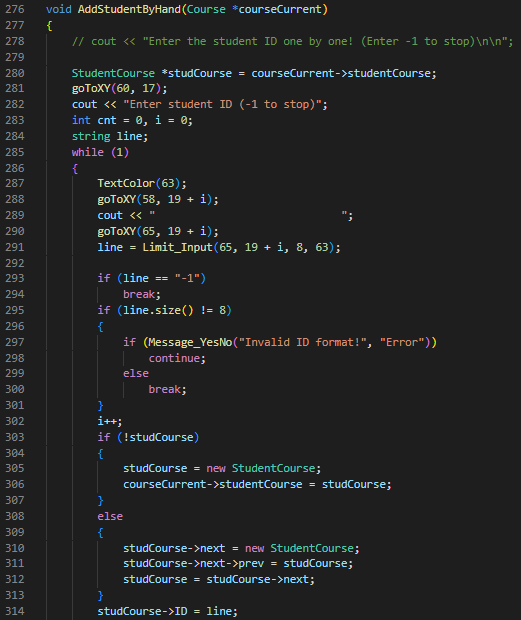 276 void AddStudentByHand(Course *courseCurrent)
277 {
278     // cout << "Enter the student ID one by one! (Enter -1 to stop)\n\n";
279
280     StudentCourse *studCourse = courseCurrent->studentCourse;
281     goToXY(60, 17);
282     cout << "Enter student ID (-1 to stop)";
283     int cnt = 0, i = 0;
284     string line;
285     while (1)
286     {
287         TextColor(63);
288         goToXY(58, 19 + i);
289         cout << "                             ";
290         goToXY(65, 19 + i);
291         line = Limit_Input(65, 19 + i, 8, 63);
292
293         if (line == "-1")
294             break;
295         if (line.size() != 8)
296         {
297             if (Message_YesNo("Invalid ID format!", "Error"))
298                 continue;
299             else
300                 break;
301         }
302         i++;
303         if (!studCourse)
304         {
305             studCourse = new StudentCourse;
306             courseCurrent->studentCourse = studCourse;
307         }
308         else
309         {
310             studCourse->next = new StudentCourse;
311             studCourse->next->prev = studCourse;
312             studCourse = studCourse->next;
313         }
314         studCourse->ID = line;